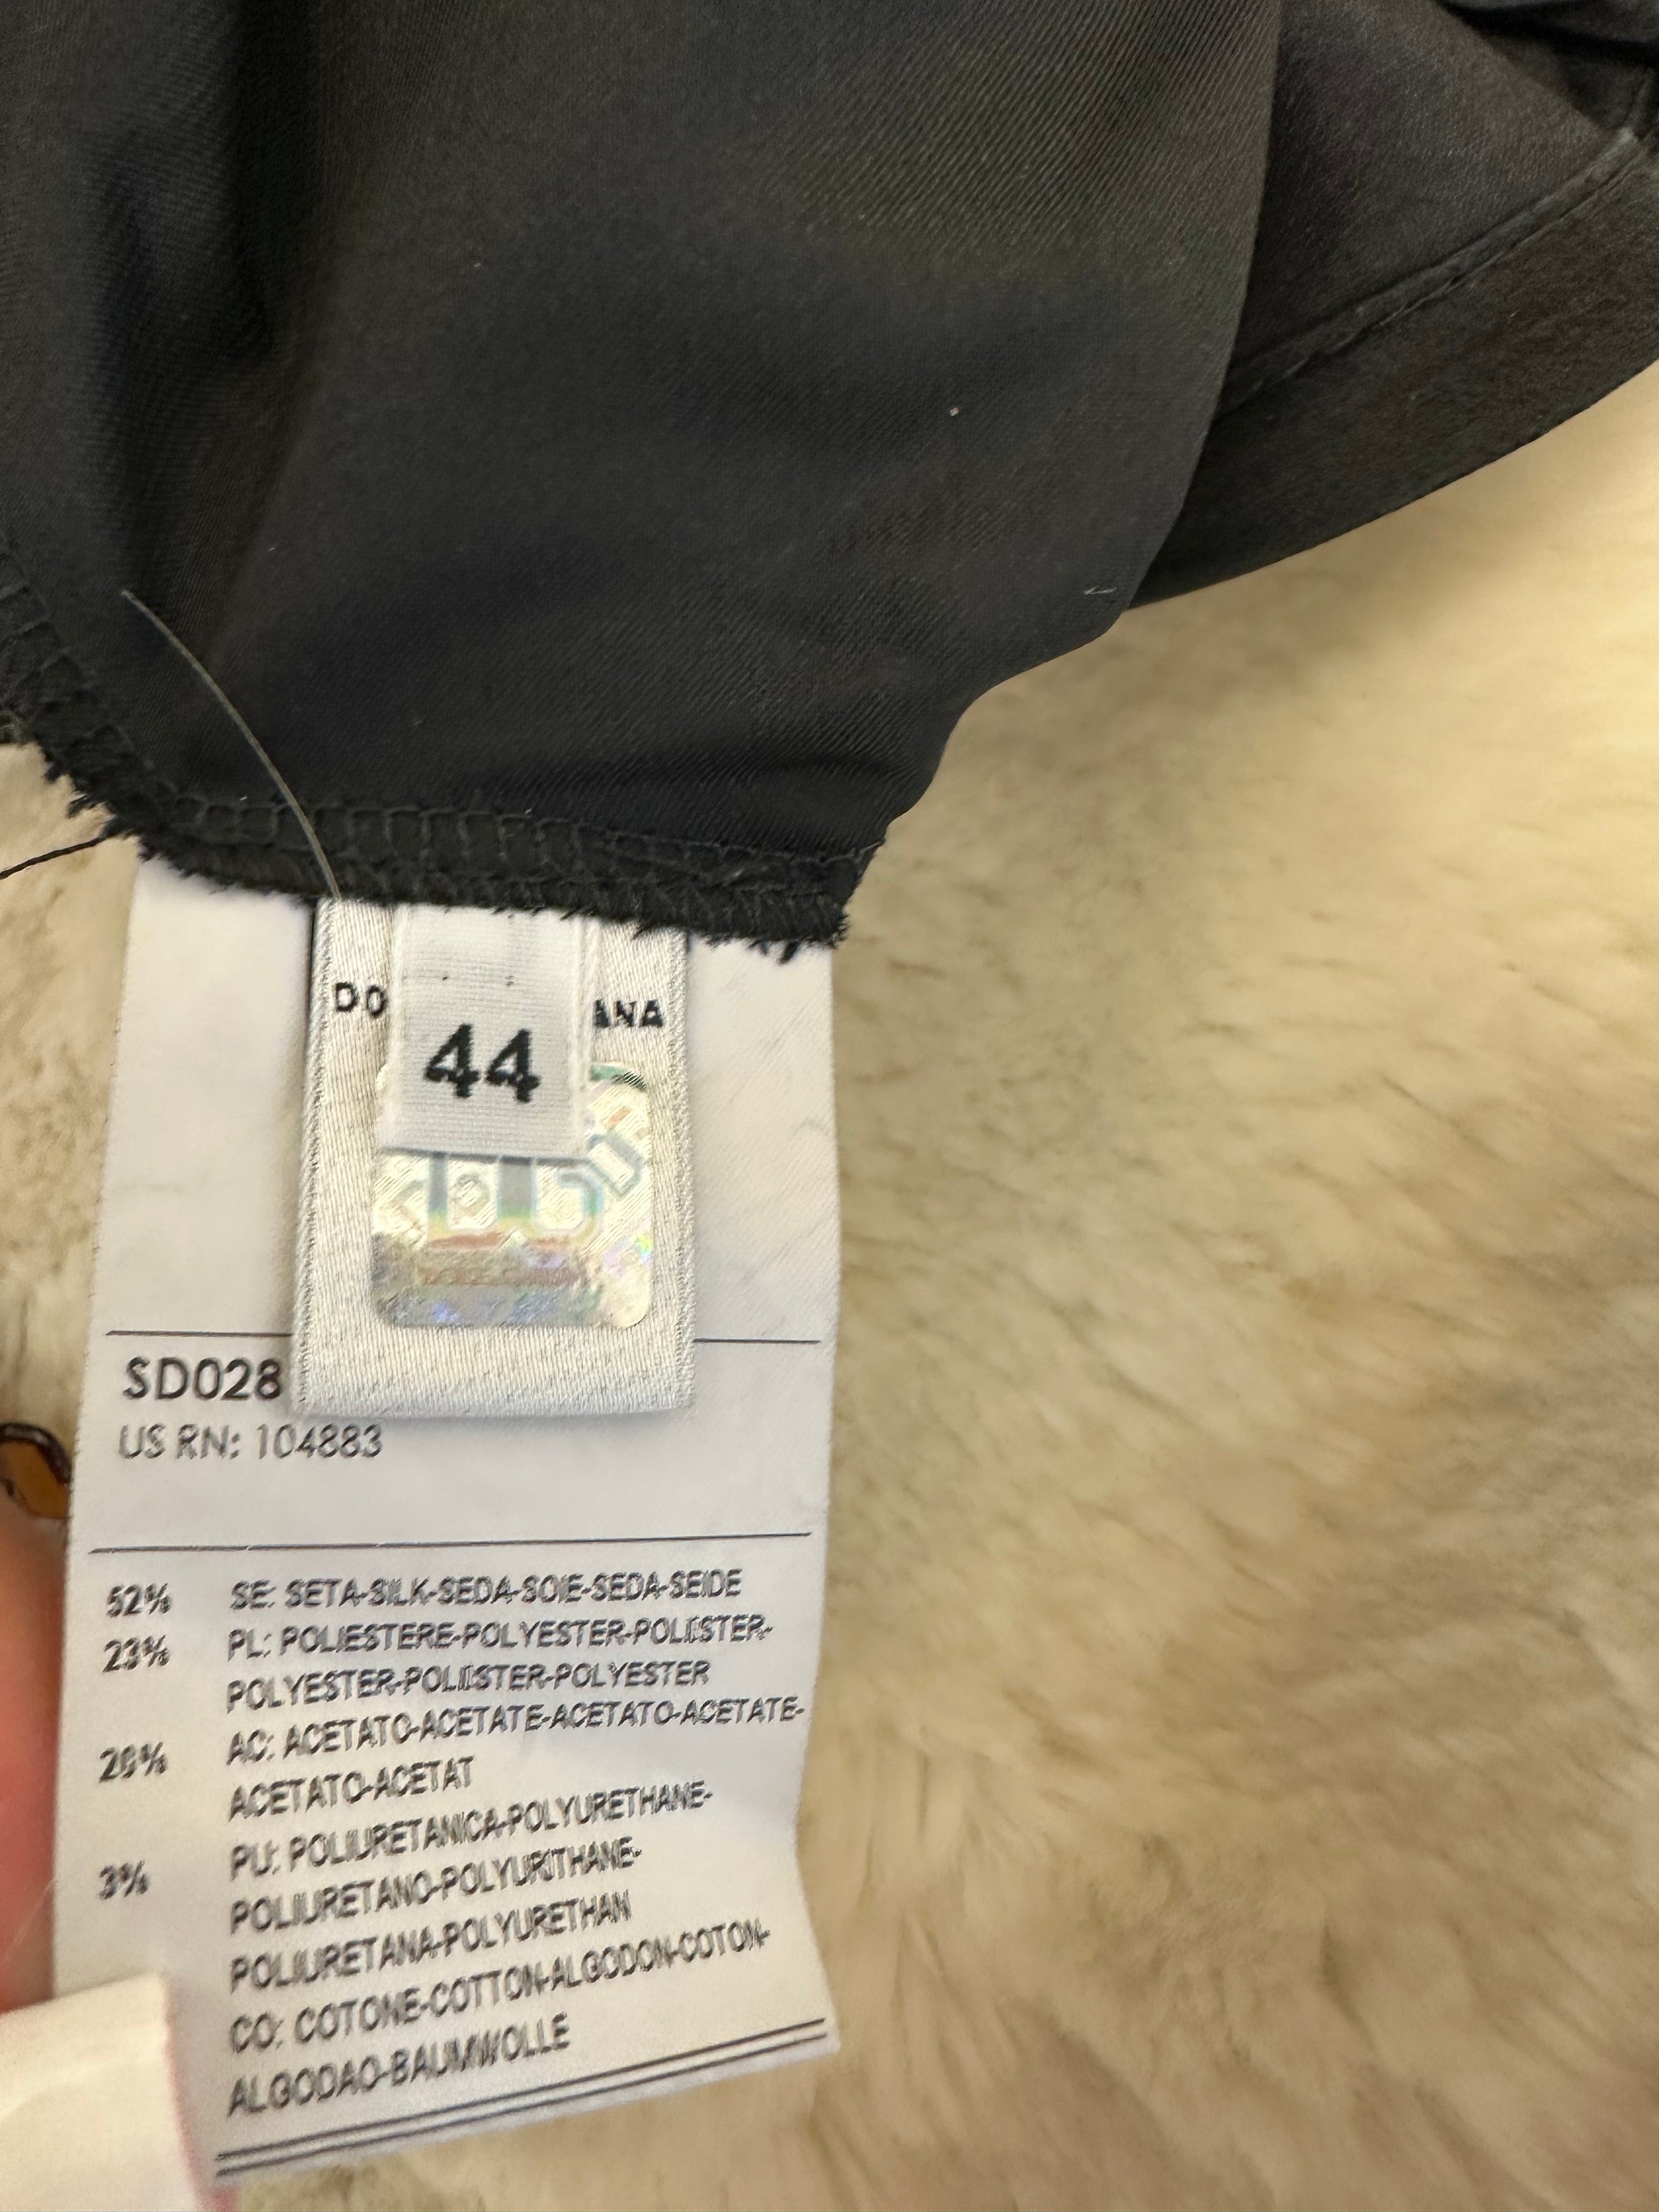 DO ANA
44
SD028
US RN: 104883
52% SE: SETA-SILK-SEDA-SOIE-SEDA-SEIDE
23% PL: POLIESTERE-POLYESTER-POLIESTER-
POLYESTER-POLIESTER-POLYESTER
AC: ACETATO-ACETATE-ACETATO-ACETATE-
ACETATO-ACETAT
PU: POLIURETANICA-POLYURETHANE-
3% POLIURETANO-POLYURITHANE-
POLIURETANA-POLYURETHAN
CO: COTONE-COTTON-ALGODON-COTON-
ALGODAO-BAUMWOLLE